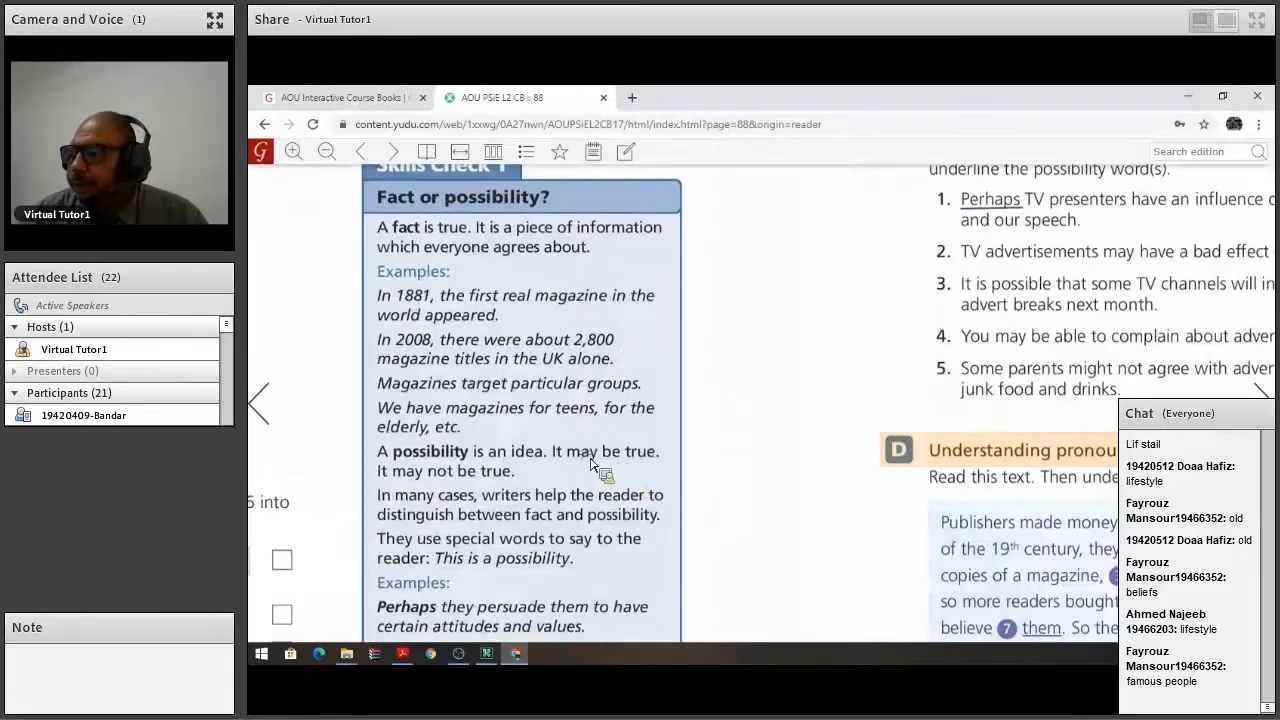 Camera and Voice (1)
Virtual Tutor1
Attendee List (22)
Active Speakers
Hosts (1)
Virtual Tutor1
Presenters (0)
Participants (21)
19420409-Bandar
Note
Share - Virtual Tutor1
AOU Interactive Course Books |
AOU PSiE L2 CB :: 88
content.yudu.com/web/1xxwg/0A27nwn/AOUPSiEL2CB17/html/index.html?page=88&origin=reader
Search edition
Skills Check 1
Fact or possibility?
A fact is true. It is a piece of information
which everyone agrees about.
Examples:
In 1881, the first real magazine in the
world appeared.
In 2008, there were about 2,800
magazine titles in the UK alone.
Magazines target particular groups.
We have magazines for teens, for the
elderly, etc.
A possibility is an idea. It may be true.
It may not be true.
In many cases, writers help the reader to
distinguish between fact and possibility.
They use special words to say to the
reader: This is a possibility.
Examples:
Perhaps they persuade them to have
certain attitudes and values.
6 into
underline the possibility word(s).
1. Perhaps TV presenters have an influence
and our speech.
2. TV advertisements may have a bad effect
3. It is possible that some TV channels will in
advert breaks next month.
4. You may be able to complain about adver
5. Some parents might not agree with adver
junk food and drinks.
D Understanding pronou
Read this text. Then unde
Publishers made money
of the 19th century, they
copies of a magazine,
so more readers bought
believe 7 them. So the
Chat (Everyone)
Lif stail
19420512 Doaa Hafiz:
lifestyle
Fayrouz
Mansour19466352: old
19420512 Doaa Hafiz: old
Fayrouz
Mansour19466352:
beliefs
Ahmed Najeeb
19466203: lifestyle
Fayrouz
Mansour19466352:
famous people